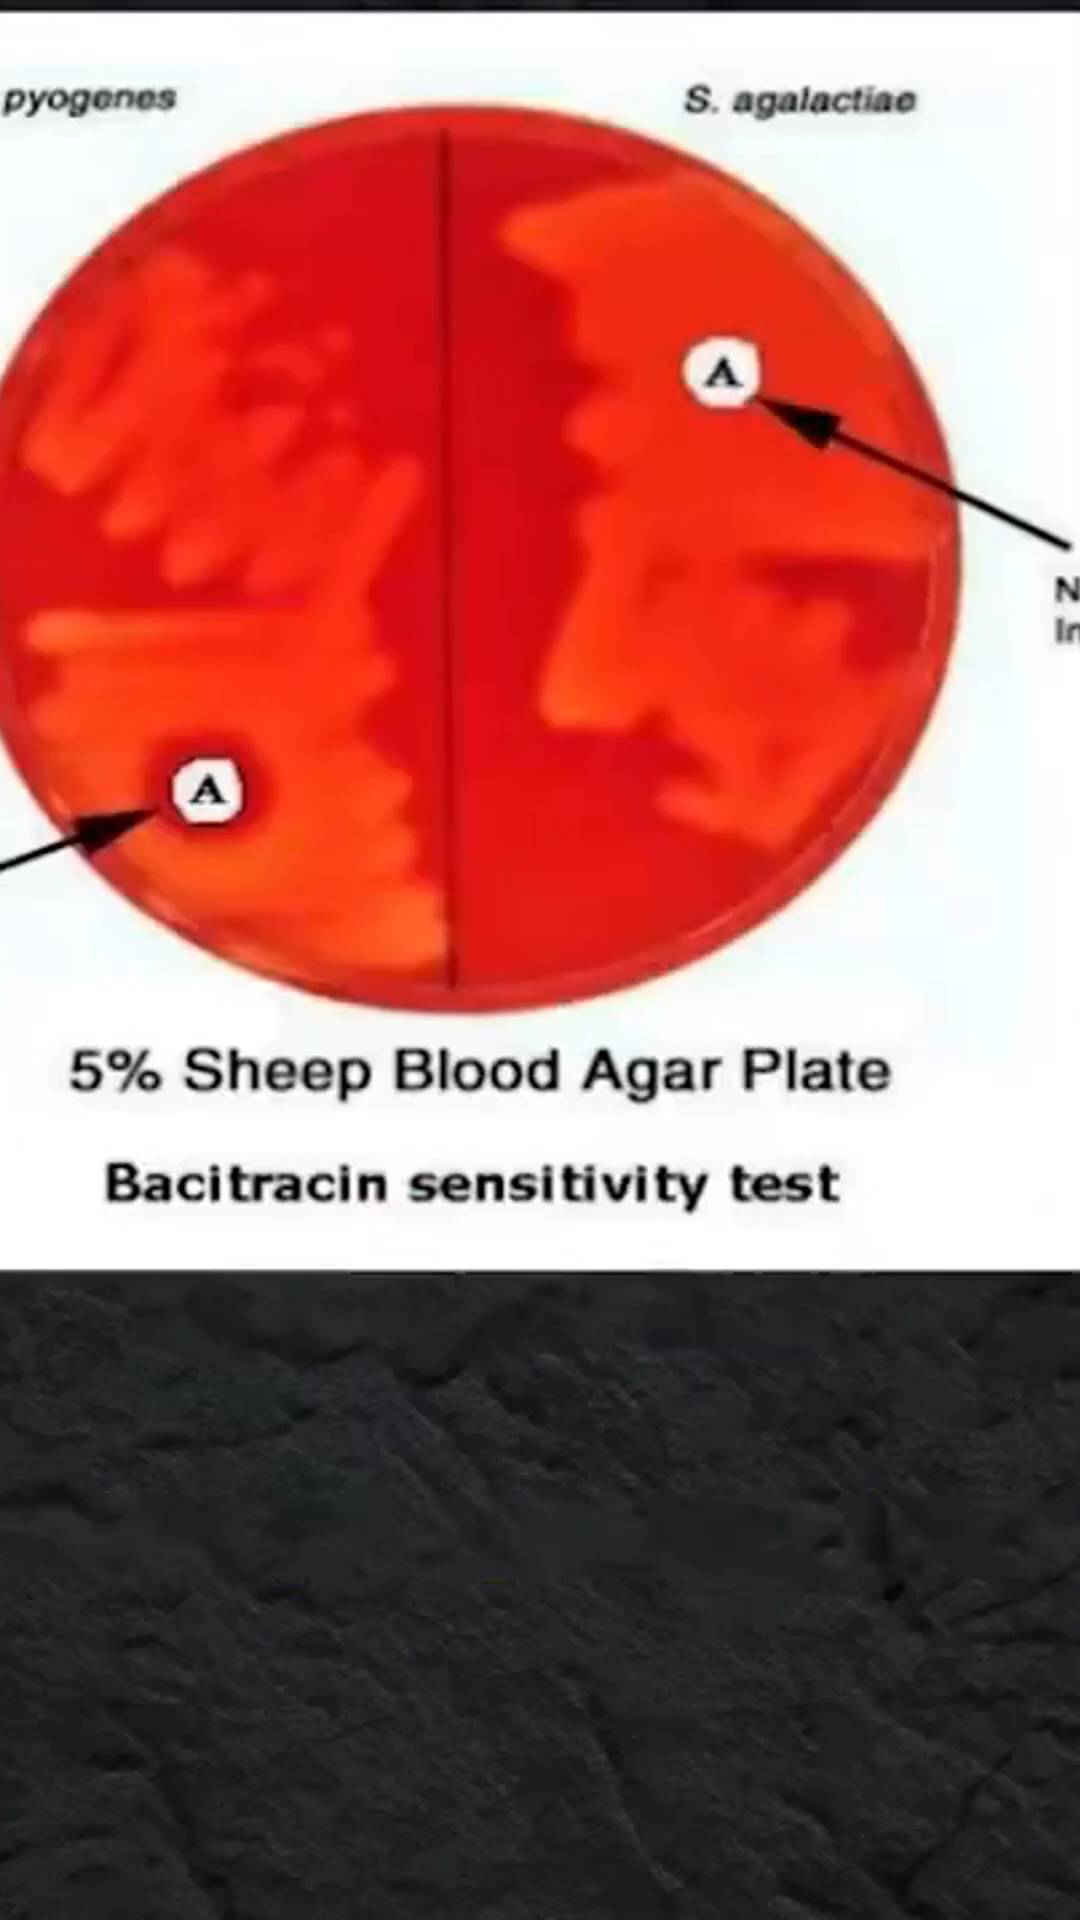 pyogenes
S. agalactiae
A
A
5% Sheep Blood Agar Plate
Bacitracin sensitivity test